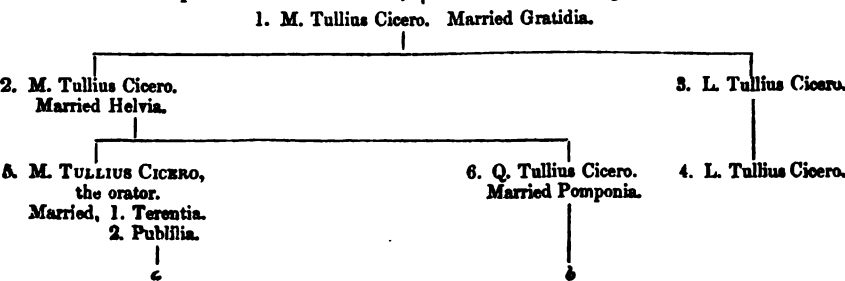 1. M. Tullius Cicero. Married Gratidia.
2. M. Tullius Cicero.
Married Helvia.
3. L. Tullius Cicero.
5. M. TULLIUS CICERO,
the orator.
Married, 1. Terentia.
2. Publilia.
6. Q. Tullius Cicero.
Married Pomponia.
4. L. Tullius Cicero.
a
b